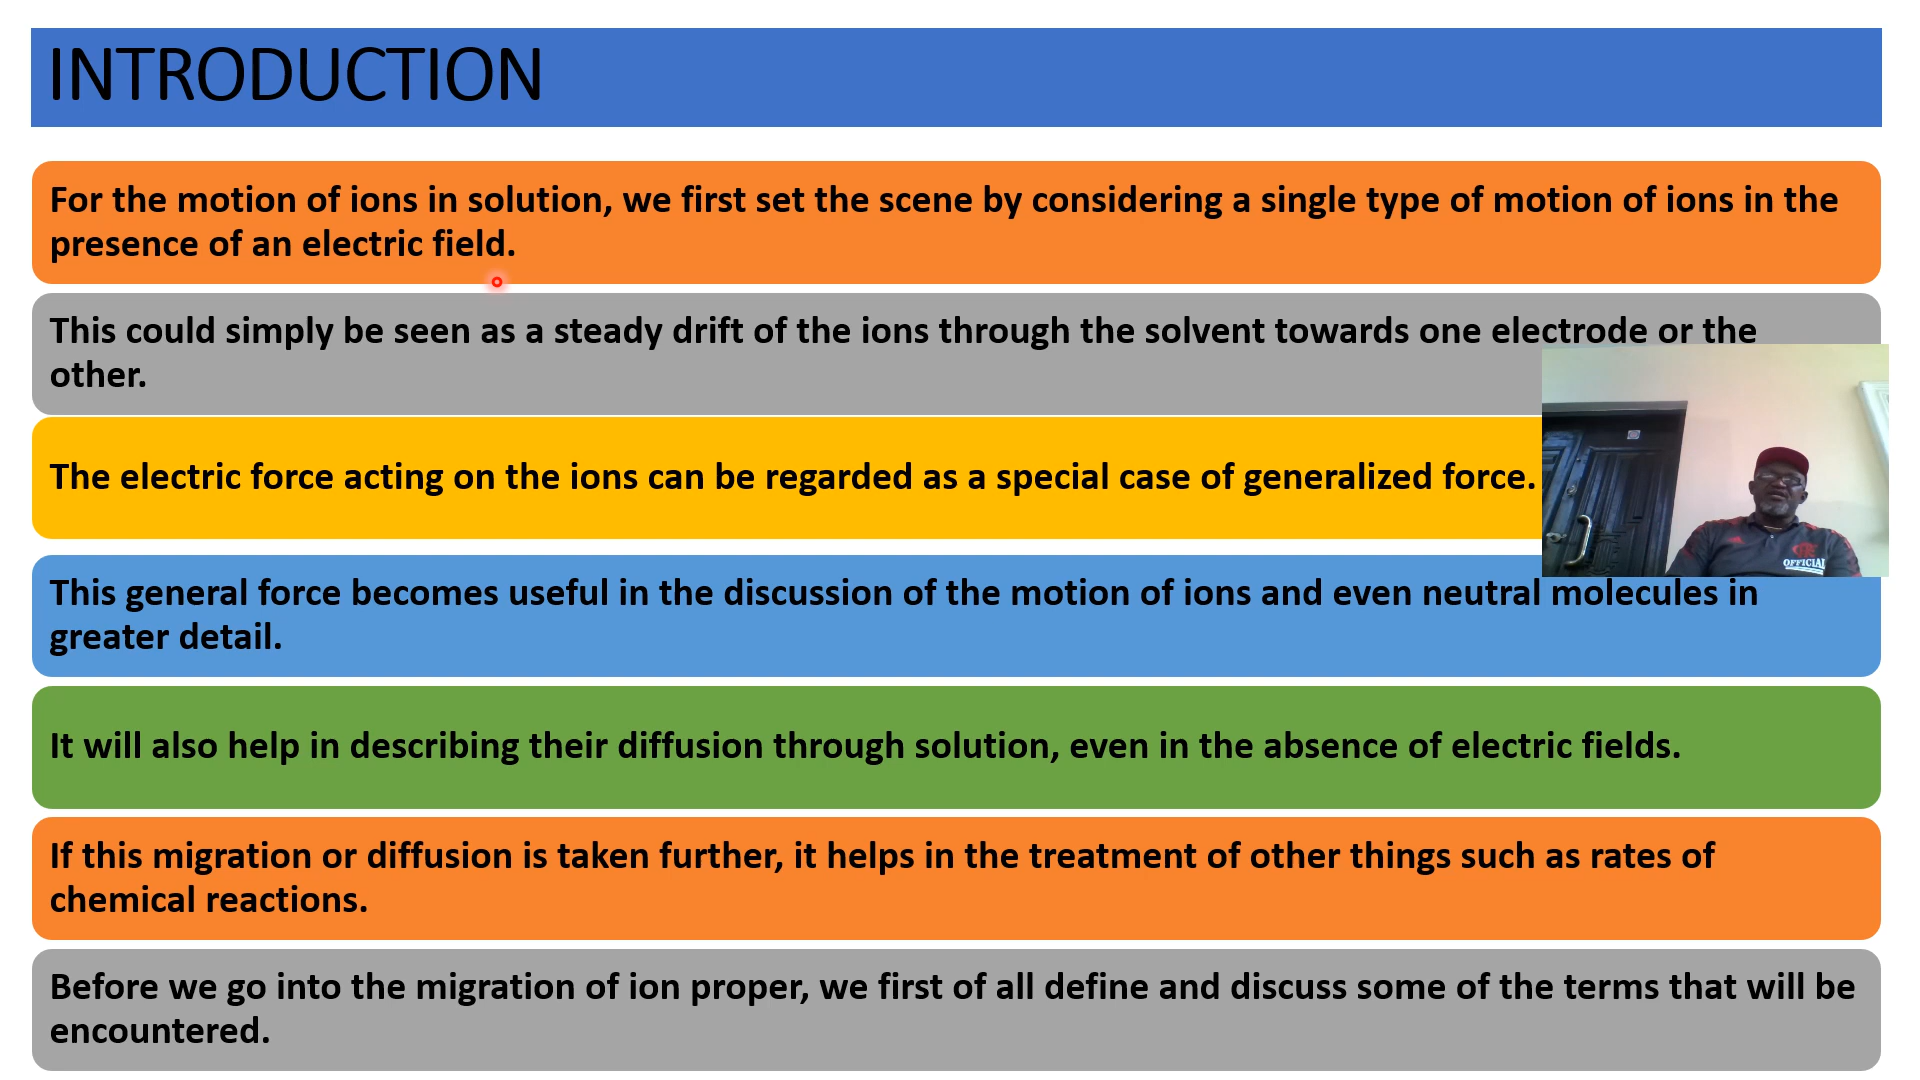 INTRODUCTION
For the motion of ions in solution, we first set the scene by considering a single type of motion of ions in the
presence of an electric field.
This could simply be seen as a steady drift of the ions through the solvent towards one electrode or the
other.
The electric force acting on the ions can be regarded as a special case of generalized force.
OFFICIAL
This general force becomes useful in the discussion of the motion of ions and even neutral molecules in
greater detail.
It will also help in describing their diffusion through solution, even in the absence of electric fields.
If this migration or diffusion is taken further, it helps in the treatment of other things such as rates of
chemical reactions.
Before we go into the migration of ion proper, we first of all define and discuss some of the terms that will be
encountered.